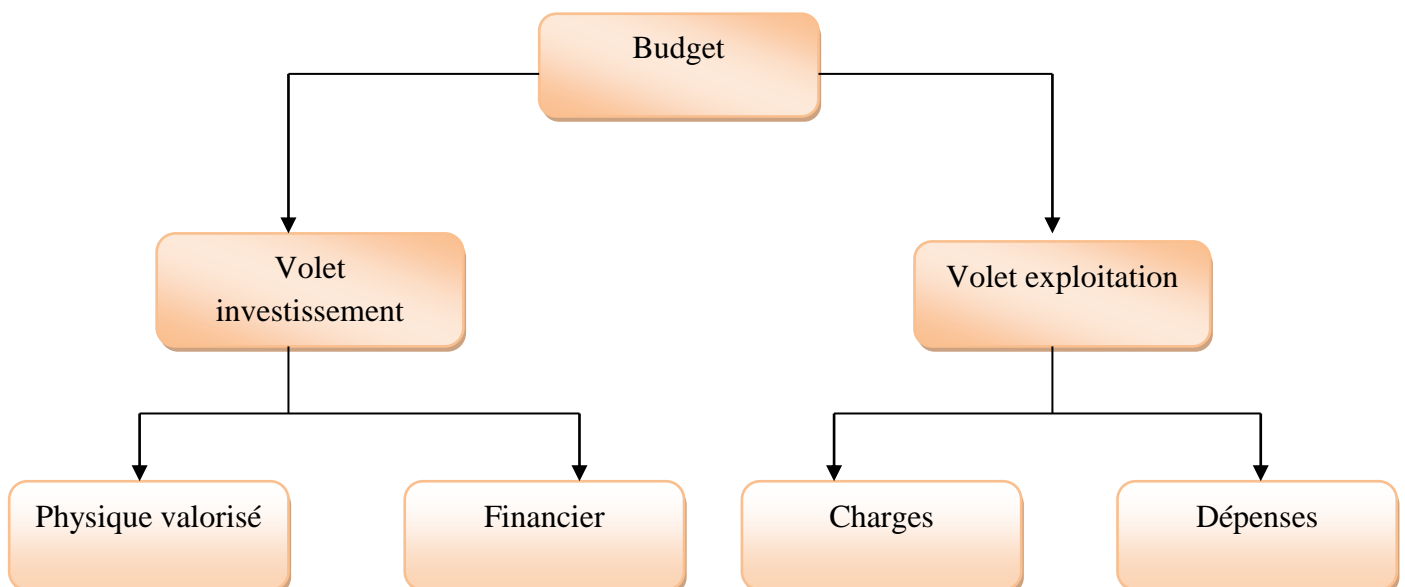 Budget
Volet
investissement
Volet exploitation
Physique valorisé
Financier
Charges
Dépenses